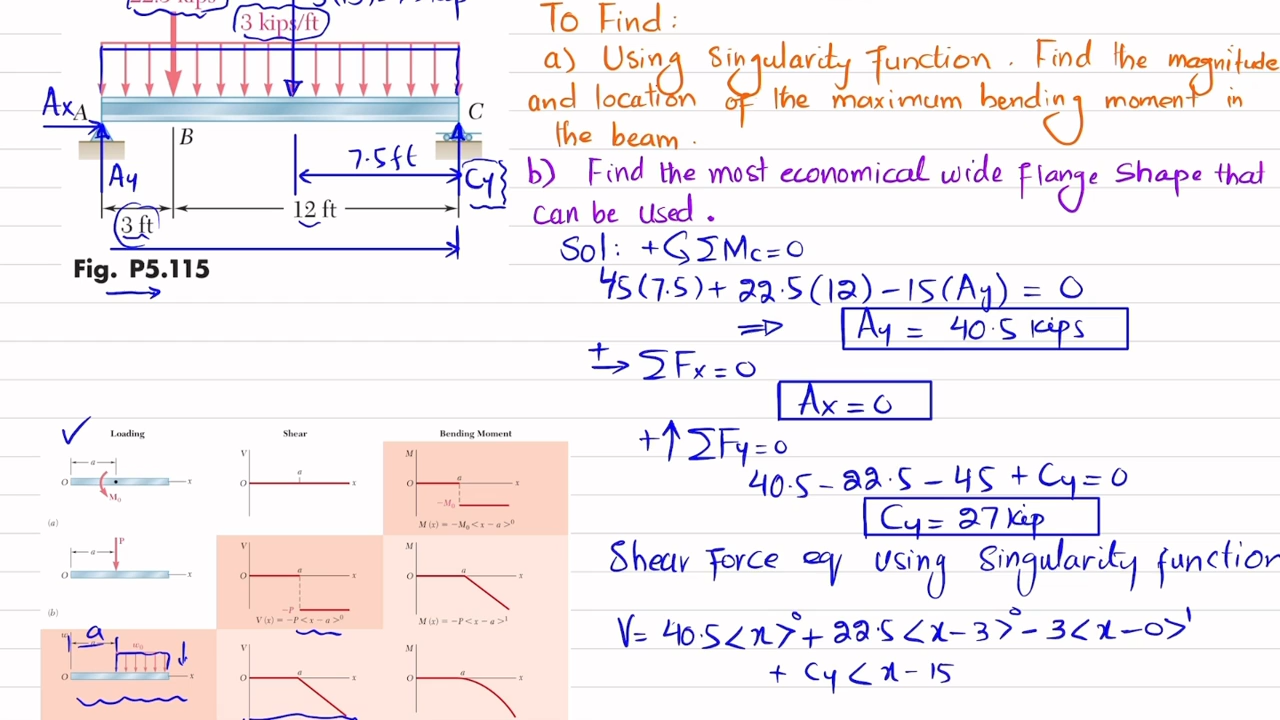 3 kips/ft
Ax A
C
B
7.5ft
Ay
Cy
3 ft
12 ft
Fig. P5.115
To Find:
a) Using Singularity Function. Find the magnitude
and location of the maximum bending moment in
the beam.
b) Find the most economical wide flange shape that
can be used.
Sol: +↺ ΣMc=0
45(7.5)+ 22.5(12) -15(Ay) = 0
⇒ Ay = 40.5 kips
+→ ΣFx=0
Ax=0
+↑ ΣFy=0
40.5-22.5-45+Cy=0
Cy=27kip
Shear Force eq using Singularity function
V= 40.5<x>⁰+22.5<x-3>⁰-3<x-0>¹
+ Cy<x-15
✓ Loading Shear Bending Moment
a
O x
M₀
V
a
O x
M
a
O x
-M₀
(a) M(x) = -M₀<x-a>⁰
P
a
O x
V
a
O x
-P
M
a
O x
(b) V(x) = -P<x-a>⁰ M(x) = -P<x-a>¹
a
w₀
O x
V
a
O x
M
a
O x